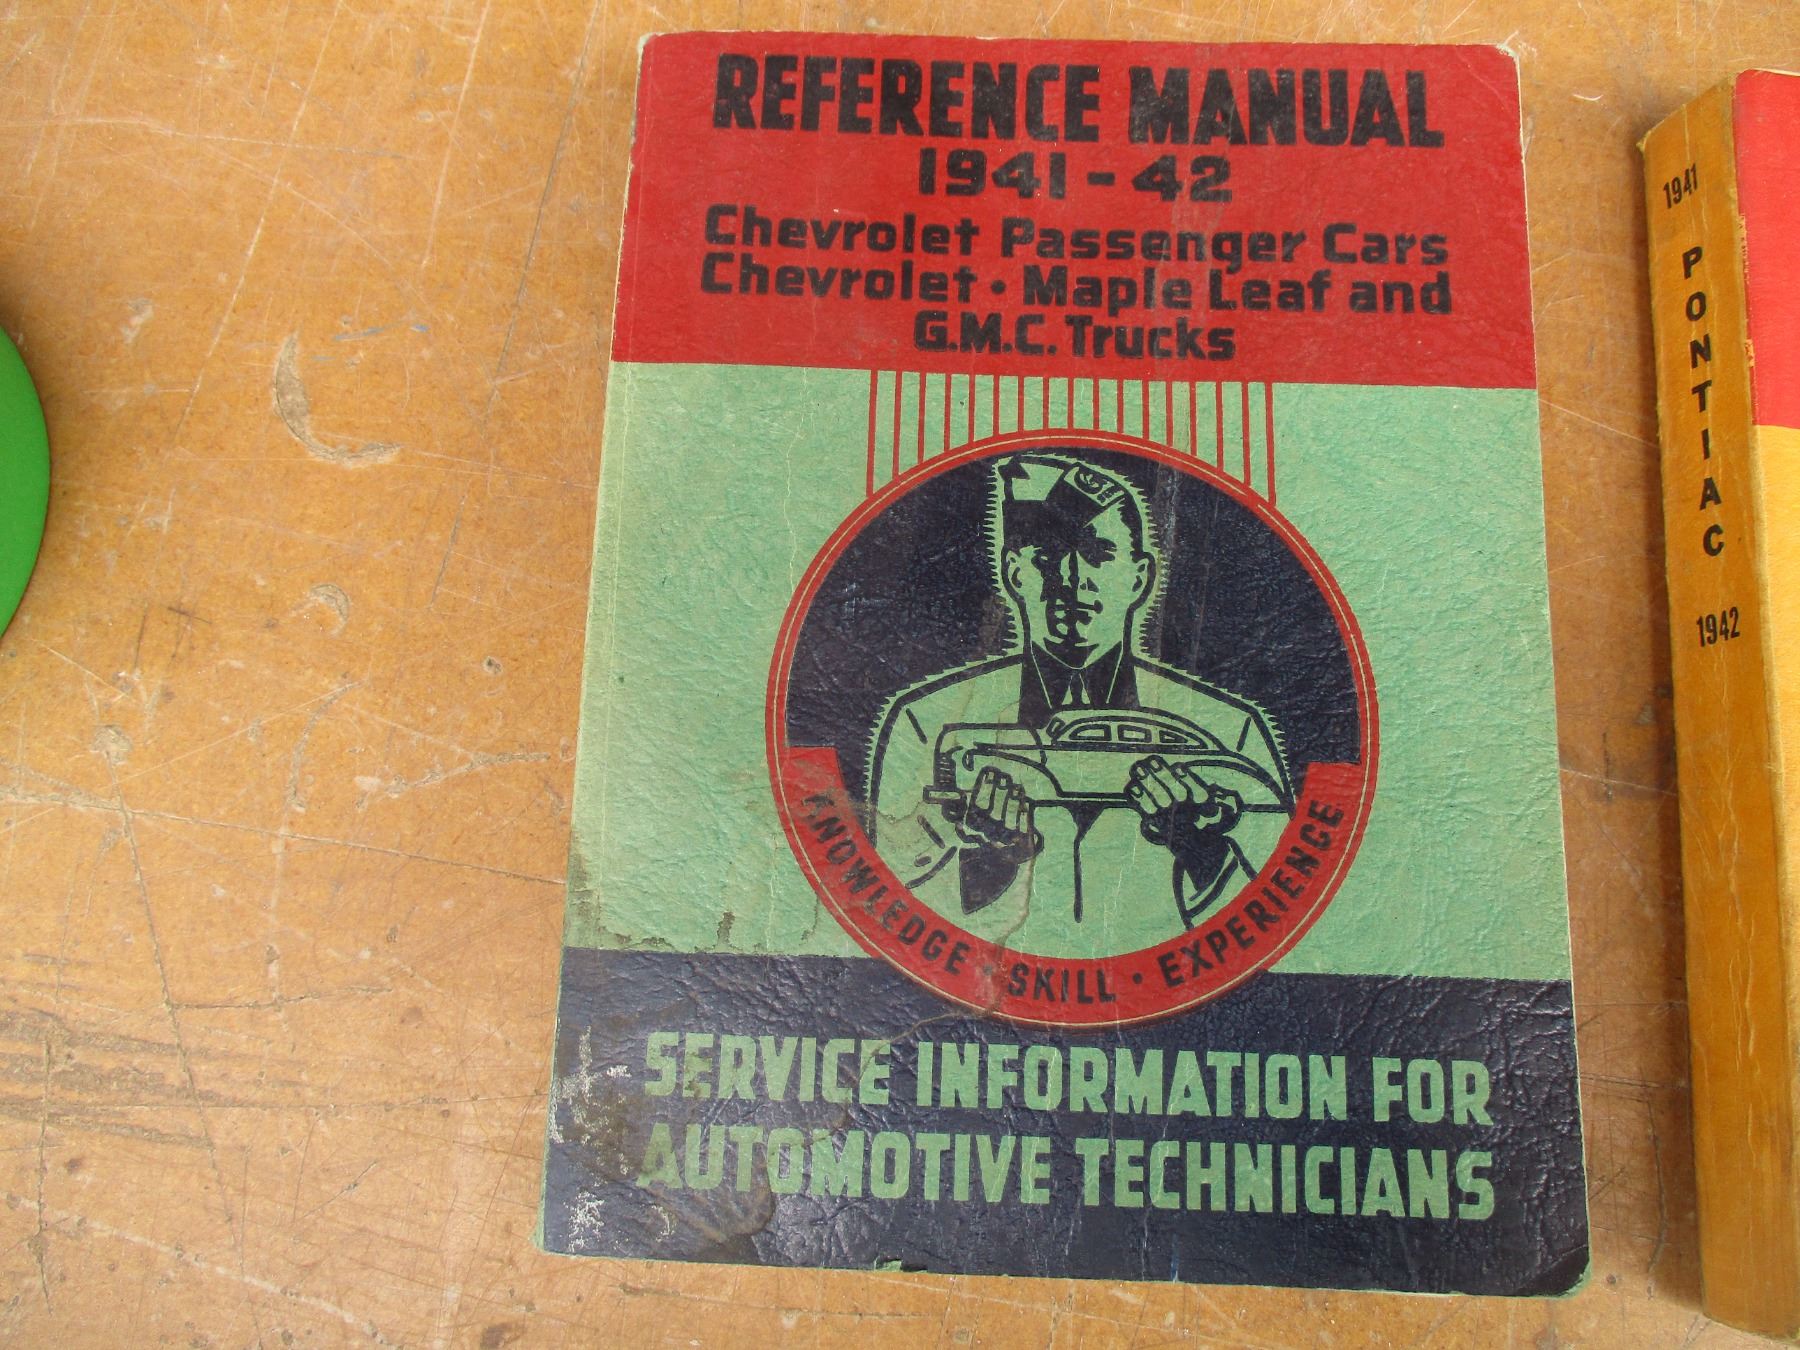 REFERENCE MANUAL
1941-42
Chevrolet Passenger Cars
Chevrolet · Maple Leaf and
G.M.C. Trucks
KNOWLEDGE · SKILL · EXPERIENCE
SERVICE INFORMATION FOR
AUTOMOTIVE TECHNICIANS
1941
PONTIAC
1942